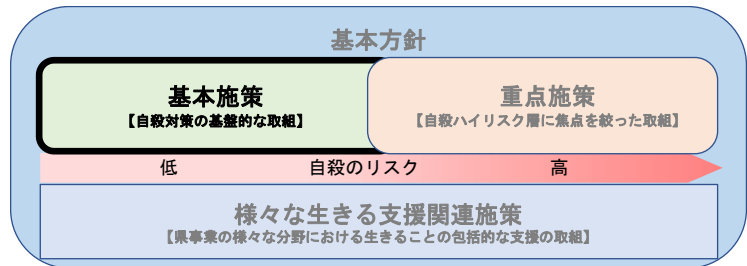 基本方針
基本施策
【自殺対策の基盤的な取組】
重点施策
【自殺ハイリスク層に焦点を絞った取組】
低 自殺のリスク 高
様々な生きる支援関連施策
【県事業の様々な分野における生きることの包括的な支援の取組】